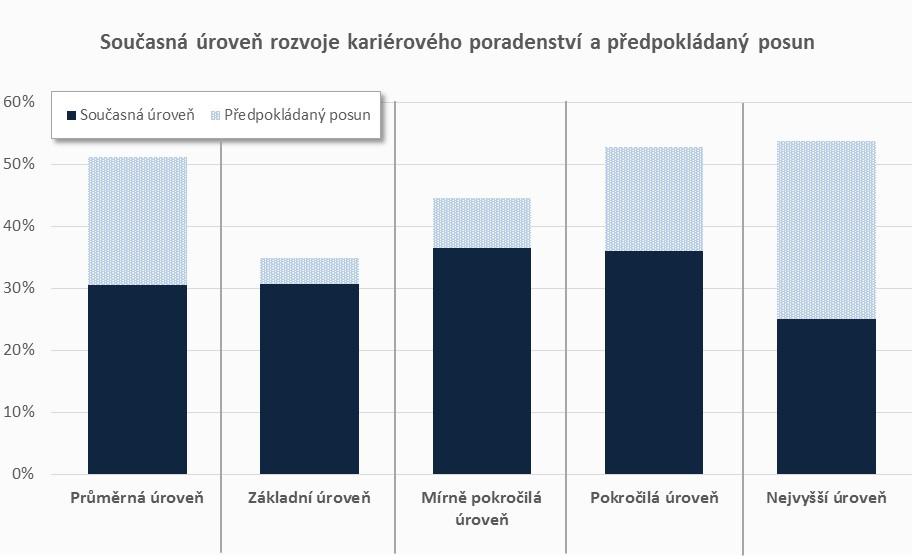 Současná úroveň rozvoje kariérového poradenství a předpokládaný posun
Současná úroveň Předpokládaný posun
60%
50%
40%
30%
20%
10%
0%
Průměrná úroveň Základní úroveň Mírně pokročilá úroveň Pokročilá úroveň Nejvyšší úroveň